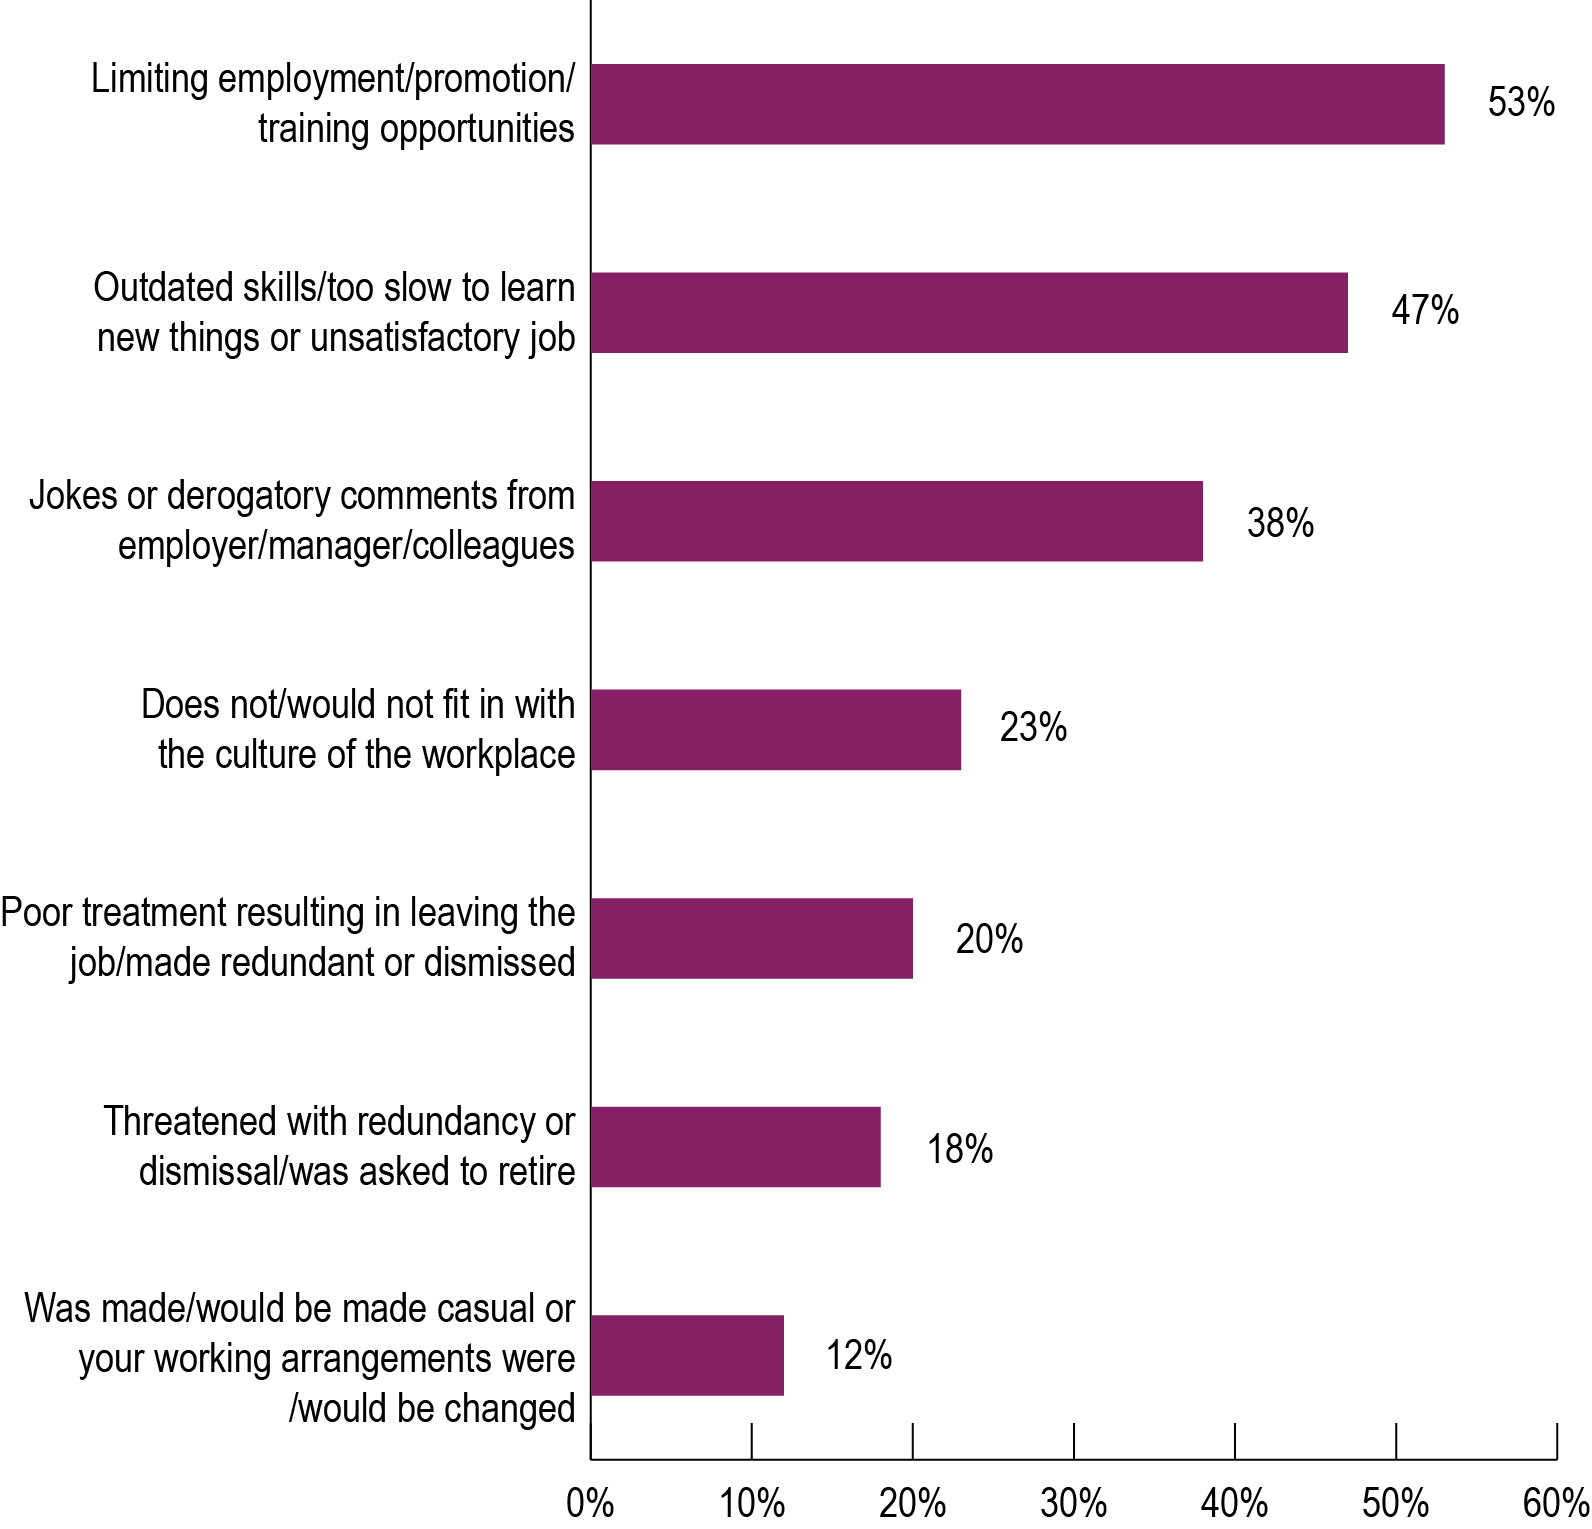 Limiting employment/promotion/
training opportunities
53%
Outdated skills/too slow to learn
new things or unsatisfactory job
47%
Jokes or derogatory comments from
employer/manager/colleagues
38%
Does not/would not fit in with
the culture of the workplace
23%
Poor treatment resulting in leaving the
job/made redundant or dismissed
20%
Threatened with redundancy or
dismissal/was asked to retire
18%
Was made/would be made casual or
your working arrangements were
/would be changed
12%
0% 10% 20% 30% 40% 50% 60%